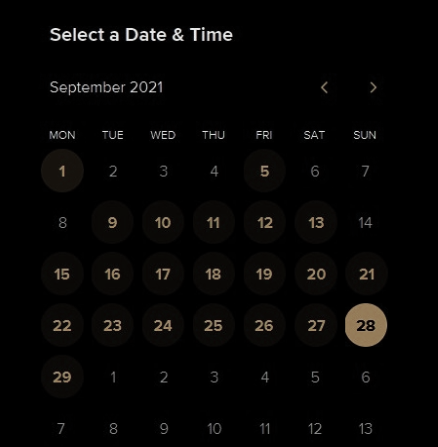 Select a Date & Time
September 2021
MON TUE WED THU FRI SAT SUN
1 2 3 4 5 6 7
8 9 10 11 12 13 14
15 16 17 18 19 20 21
22 23 24 25 26 27 28
29 1 2 3 4 5 6
7 8 9 10 11 12 13